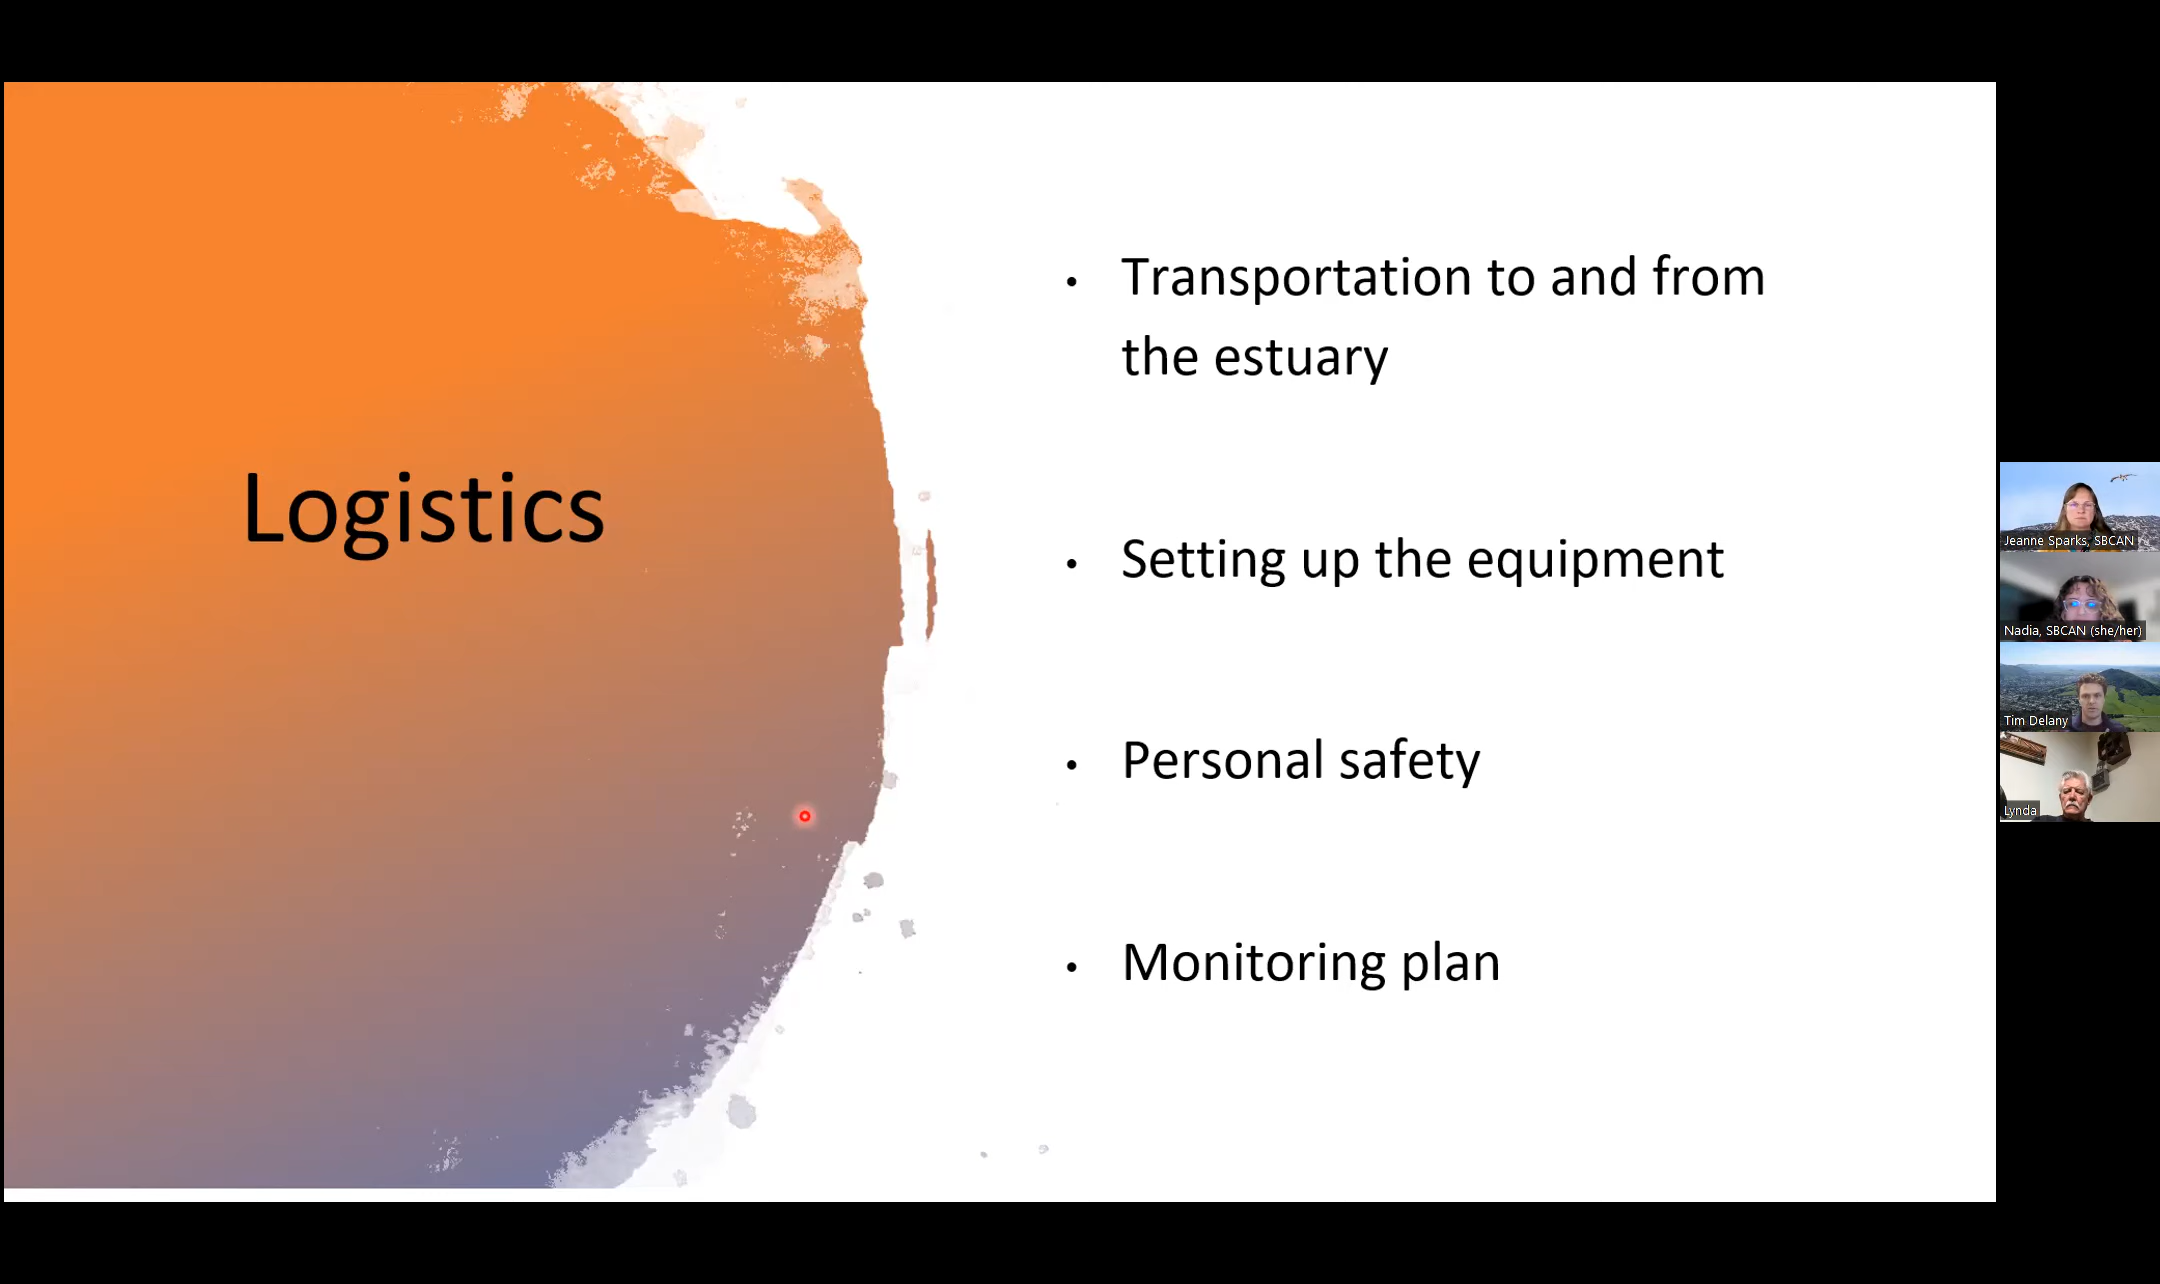 Logistics
• Transportation to and from
the estuary
• Setting up the equipment
• Personal safety
• Monitoring plan
Jeanne Sparks, SBCAN
Nadia, SBCAN (she/her)
Tim Delany
Lynda